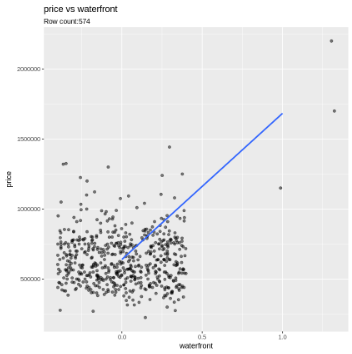 price vs waterfront
Row count:574
price
2000000
1500000
1000000
500000
0.0
0.5
1.0
waterfront